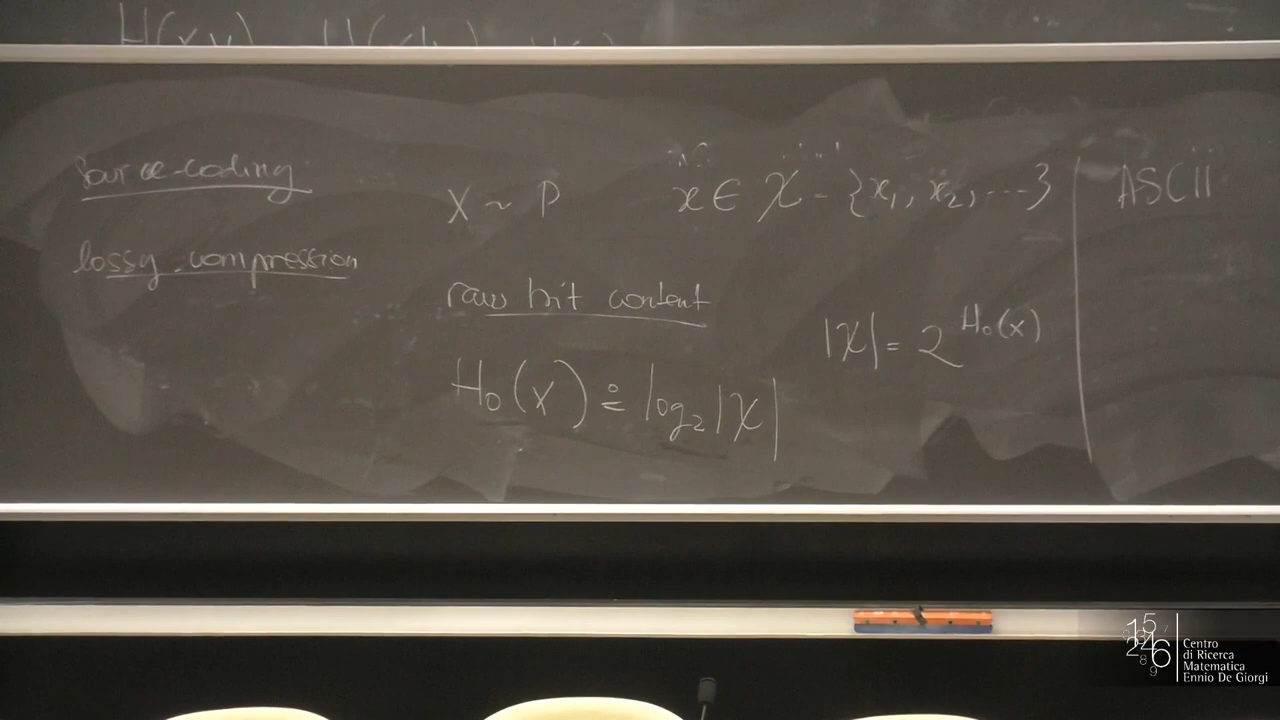 Source-coding
X ~ P
x ∈ 𝒳 = {x₁, x₂, ...}
ASCII
lossy compression
raw bit content
|𝒳| = 2^{H₀(X)}
H₀(X) ≗ log₂|𝒳|
Centro
di Ricerca
Matematica
Ennio De Giorgi